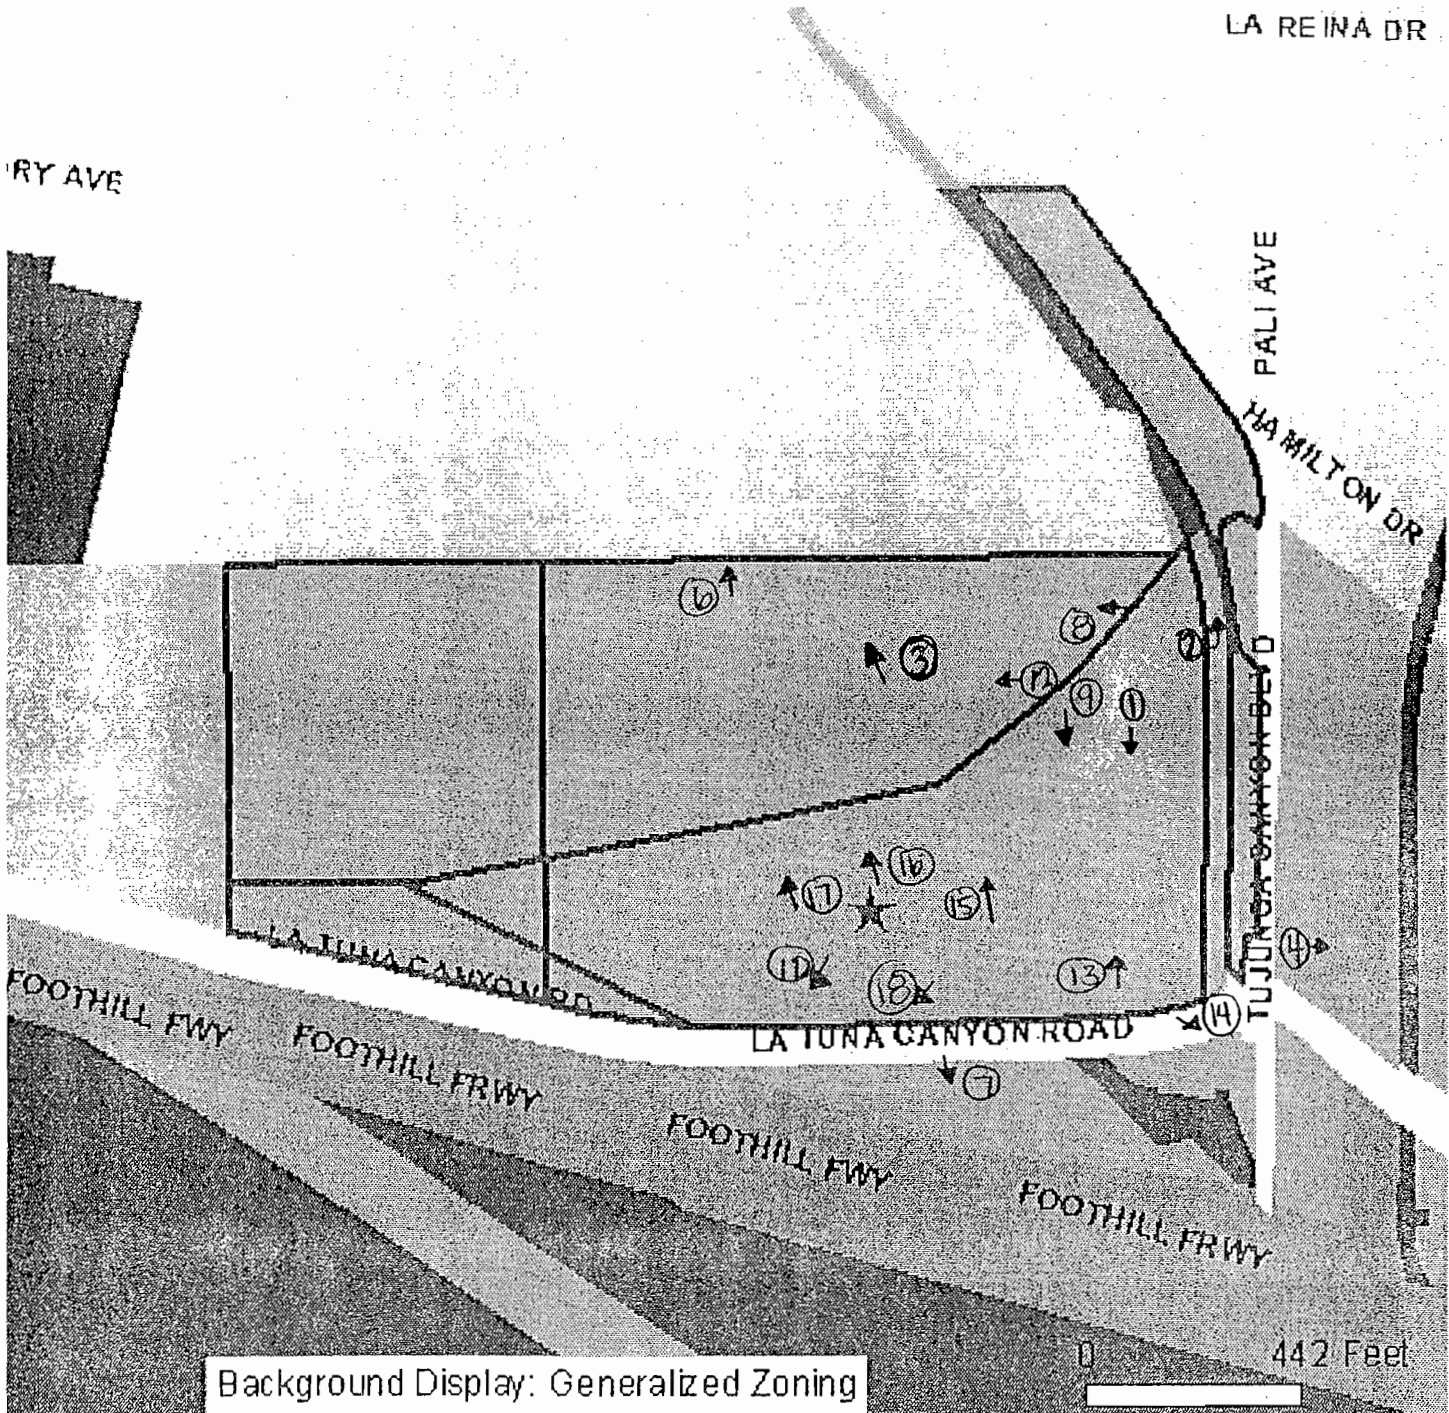 LA REINA DR
RY AVE
PALI AVE
HAMILTON DR
6
8
2
3
12
9
1
TUJUNGA CANYON BLVD
16
17
15
4
11
18
13
14
LA TUNA CANYON RD
LA TUNA CANYON ROAD
7
FOOTHILL FWY
FOOTHILL FRWY
FOOTHILL FWY
FOOTHILL FRWY
0 442 Feet
Background Display: Generalized Zoning